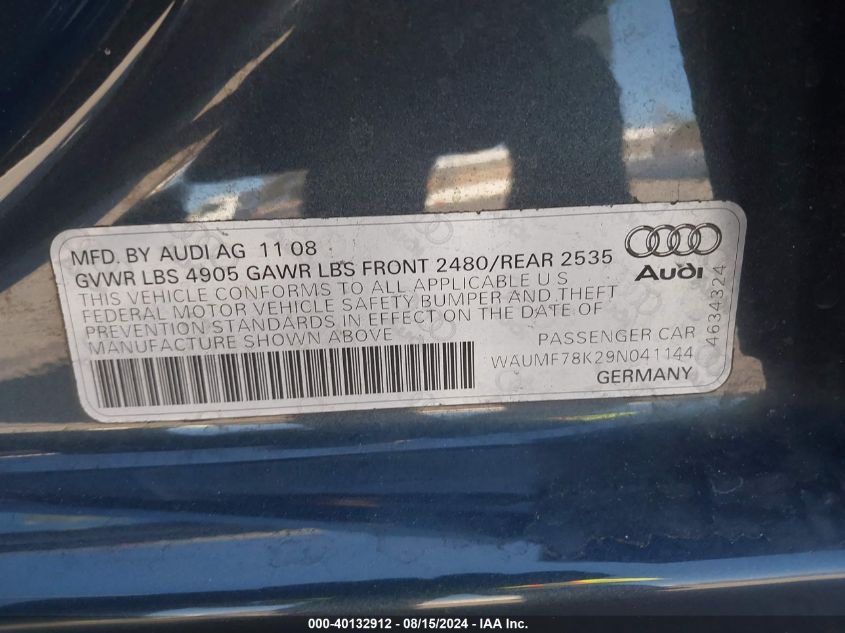 MFD. BY AUDI AG 11 08
GVWR LBS 4905 GAWR LBS FRONT 2480/REAR 2535
THIS VEHICLE CONFORMS TO ALL APPLICABLE U S
FEDERAL MOTOR VEHICLE SAFETY BUMPER AND THEFT
PREVENTION STANDARDS IN EFFECT ON THE DATE OF
MANUFACTURE SHOWN ABOVE
Audi
PASSENGER CAR
WAUMF78K29N041144
GERMANY
4634324
000-40132912 - 08/15/2024 - IAA Inc.